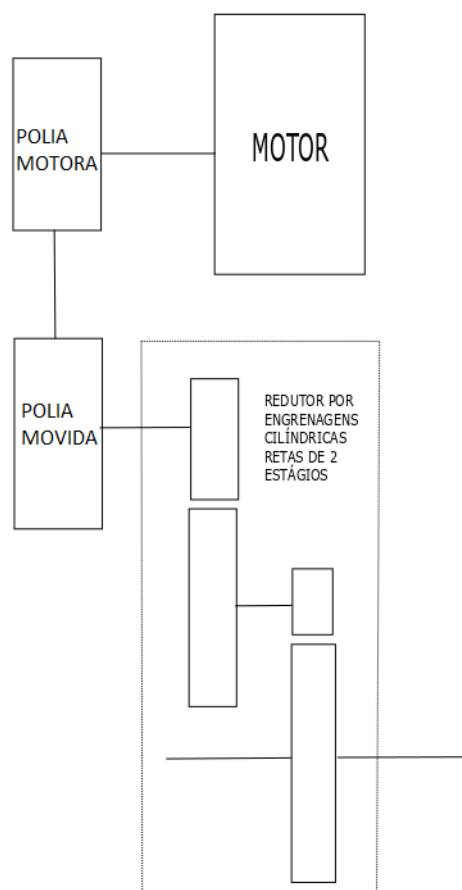 POLIA
MOTORA
MOTOR
POLIA
MOVIDA
REDUTOR POR
ENGRENAGENS
CILÍNDRICAS
RETAS DE 2
ESTÁGIOS